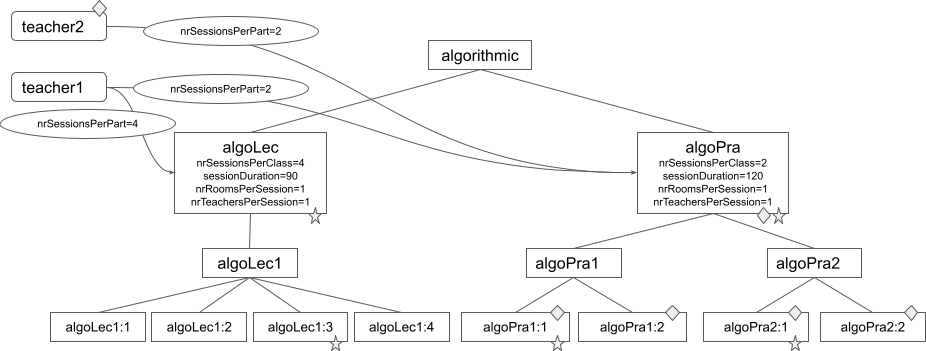 teacher2
nrSessionsPerPart=2
algorithmic
teacher1
nrSessionsPerPart=2
nrSessionsPerPart=4
algoLec
nrSessionsPerClass=4
sessionDuration=90
nrRoomsPerSession=1
nrTeachersPerSession=1
algoPra
nrSessionsPerClass=2
sessionDuration=120
nrRoomsPerSession=1
nrTeachersPerSession=1
algoLec1
algoPra1
algoPra2
algoLec1:1
algoLec1:2
algoLec1:3
algoLec1:4
algoPra1:1
algoPra1:2
algoPra2:1
algoPra2:2